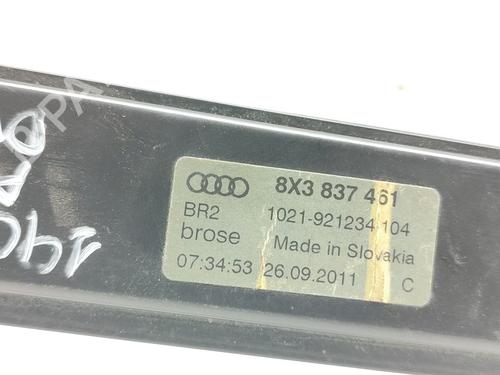 8X3 837 461
BR2 1021-921234-104
brose Made in Slovakia
07:34:53 26.09.2011 C